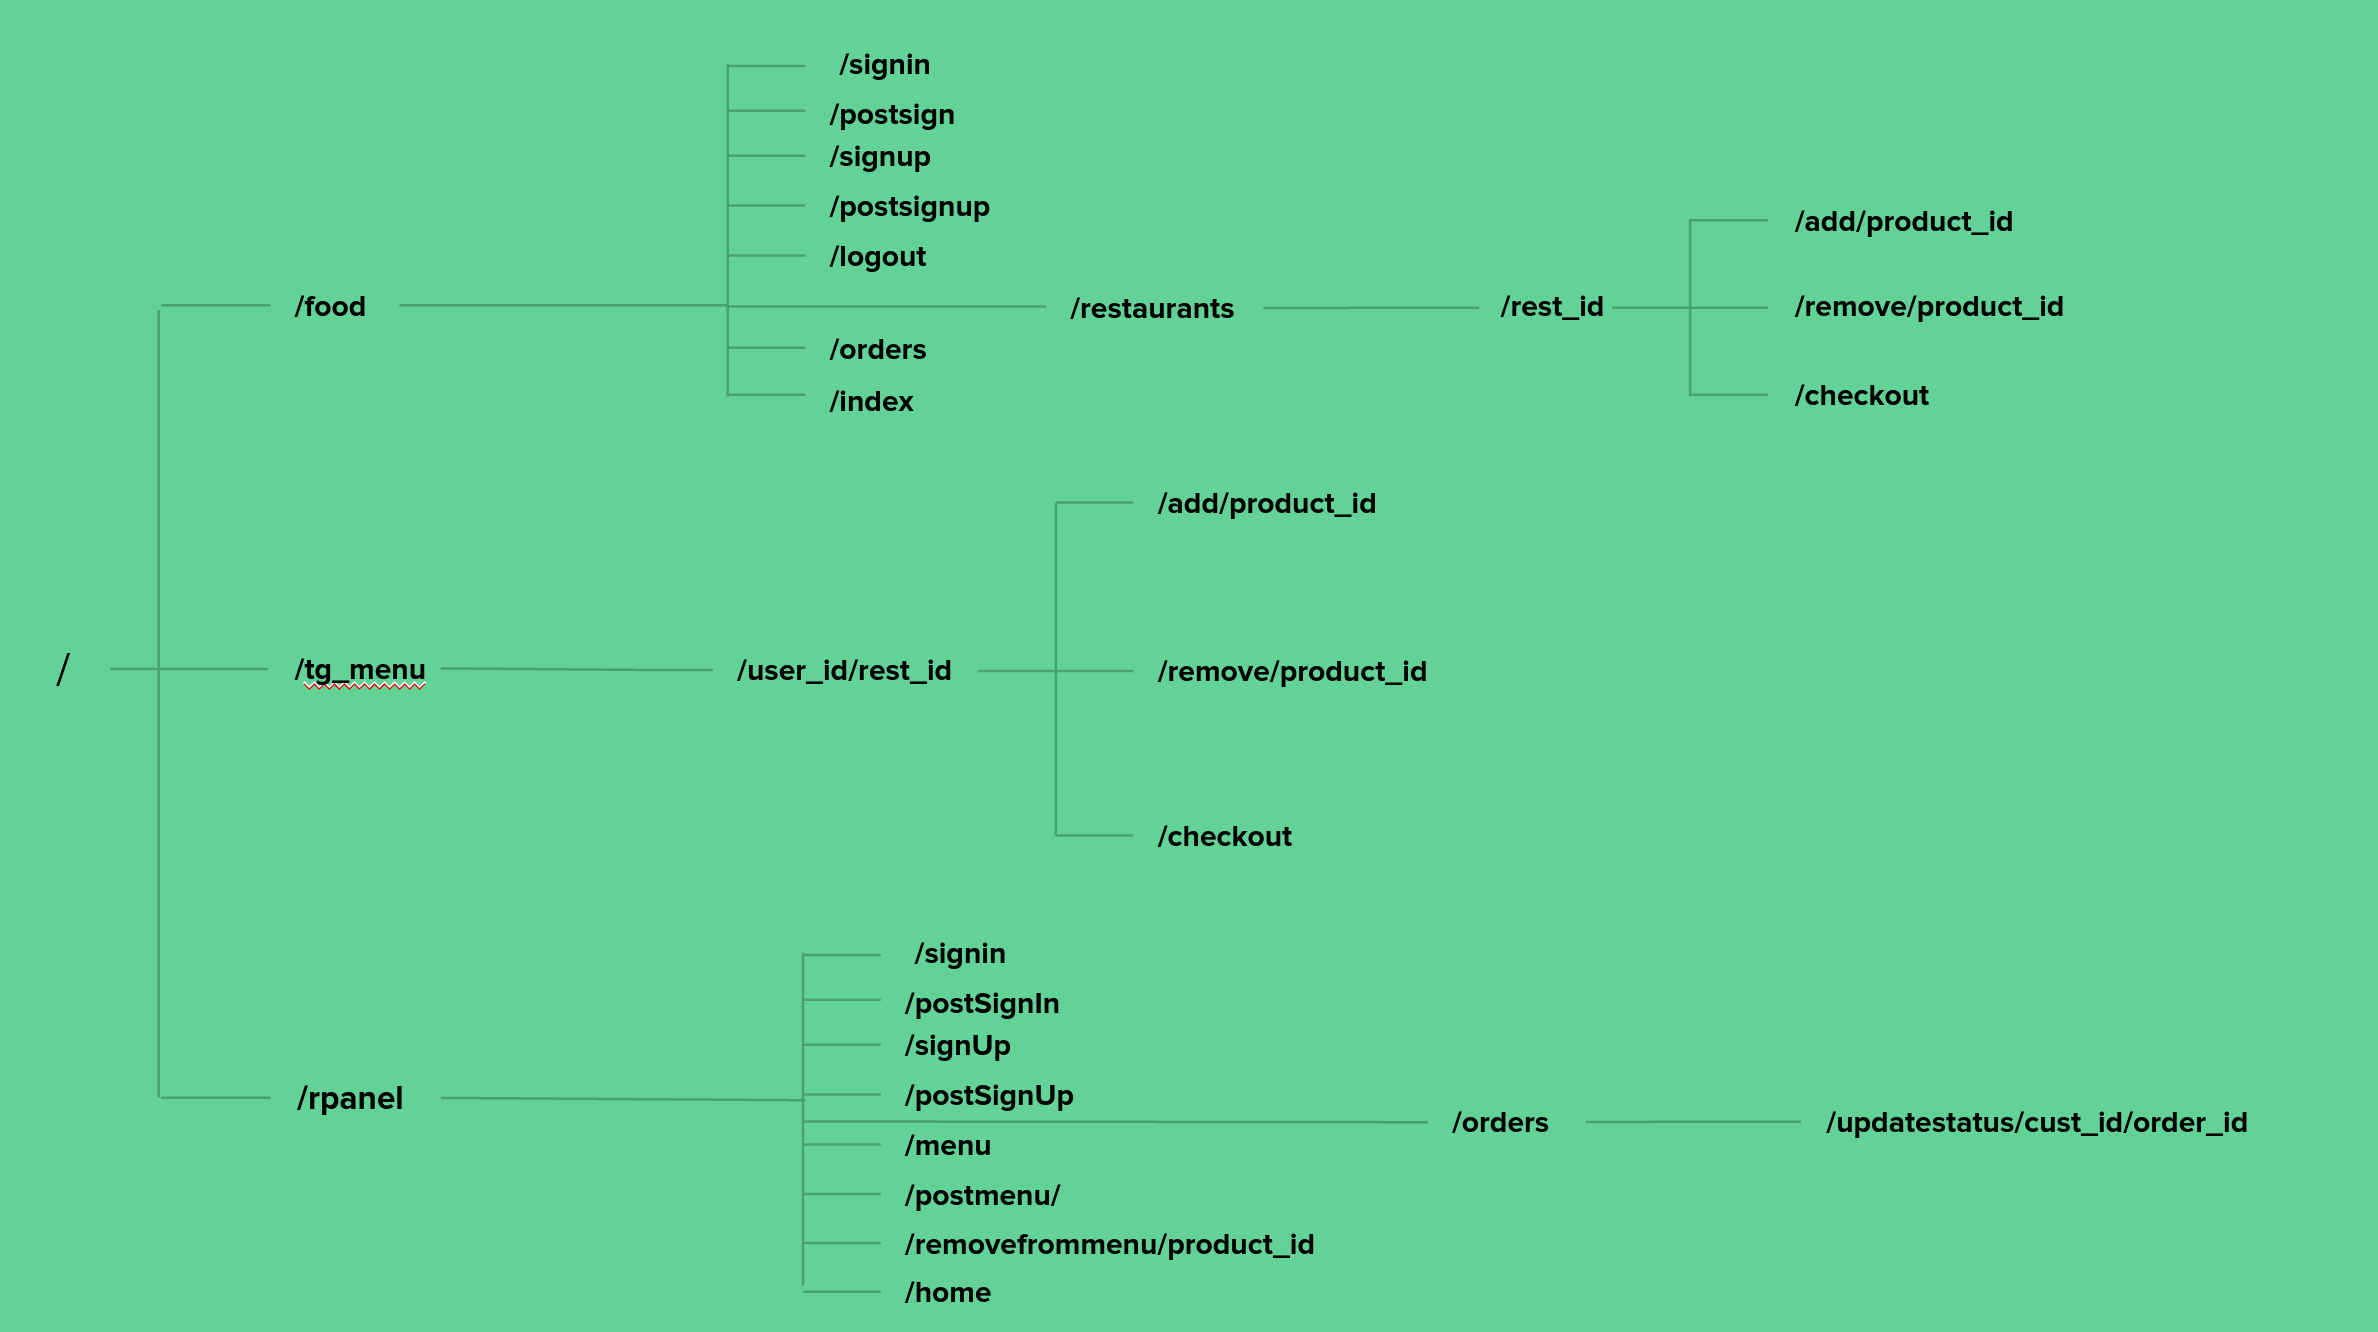 /
/food
/signin
/postsign
/signup
/postsignup
/logout
/restaurants
/rest_id
/add/product_id
/remove/product_id
/checkout
/orders
/index
/tg_menu
/user_id/rest_id
/add/product_id
/remove/product_id
/checkout
/rpanel
/signin
/postSignIn
/signUp
/postSignUp
/orders
/updatestatus/cust_id/order_id
/menu
/postmenu/
/removefrommenu/product_id
/home